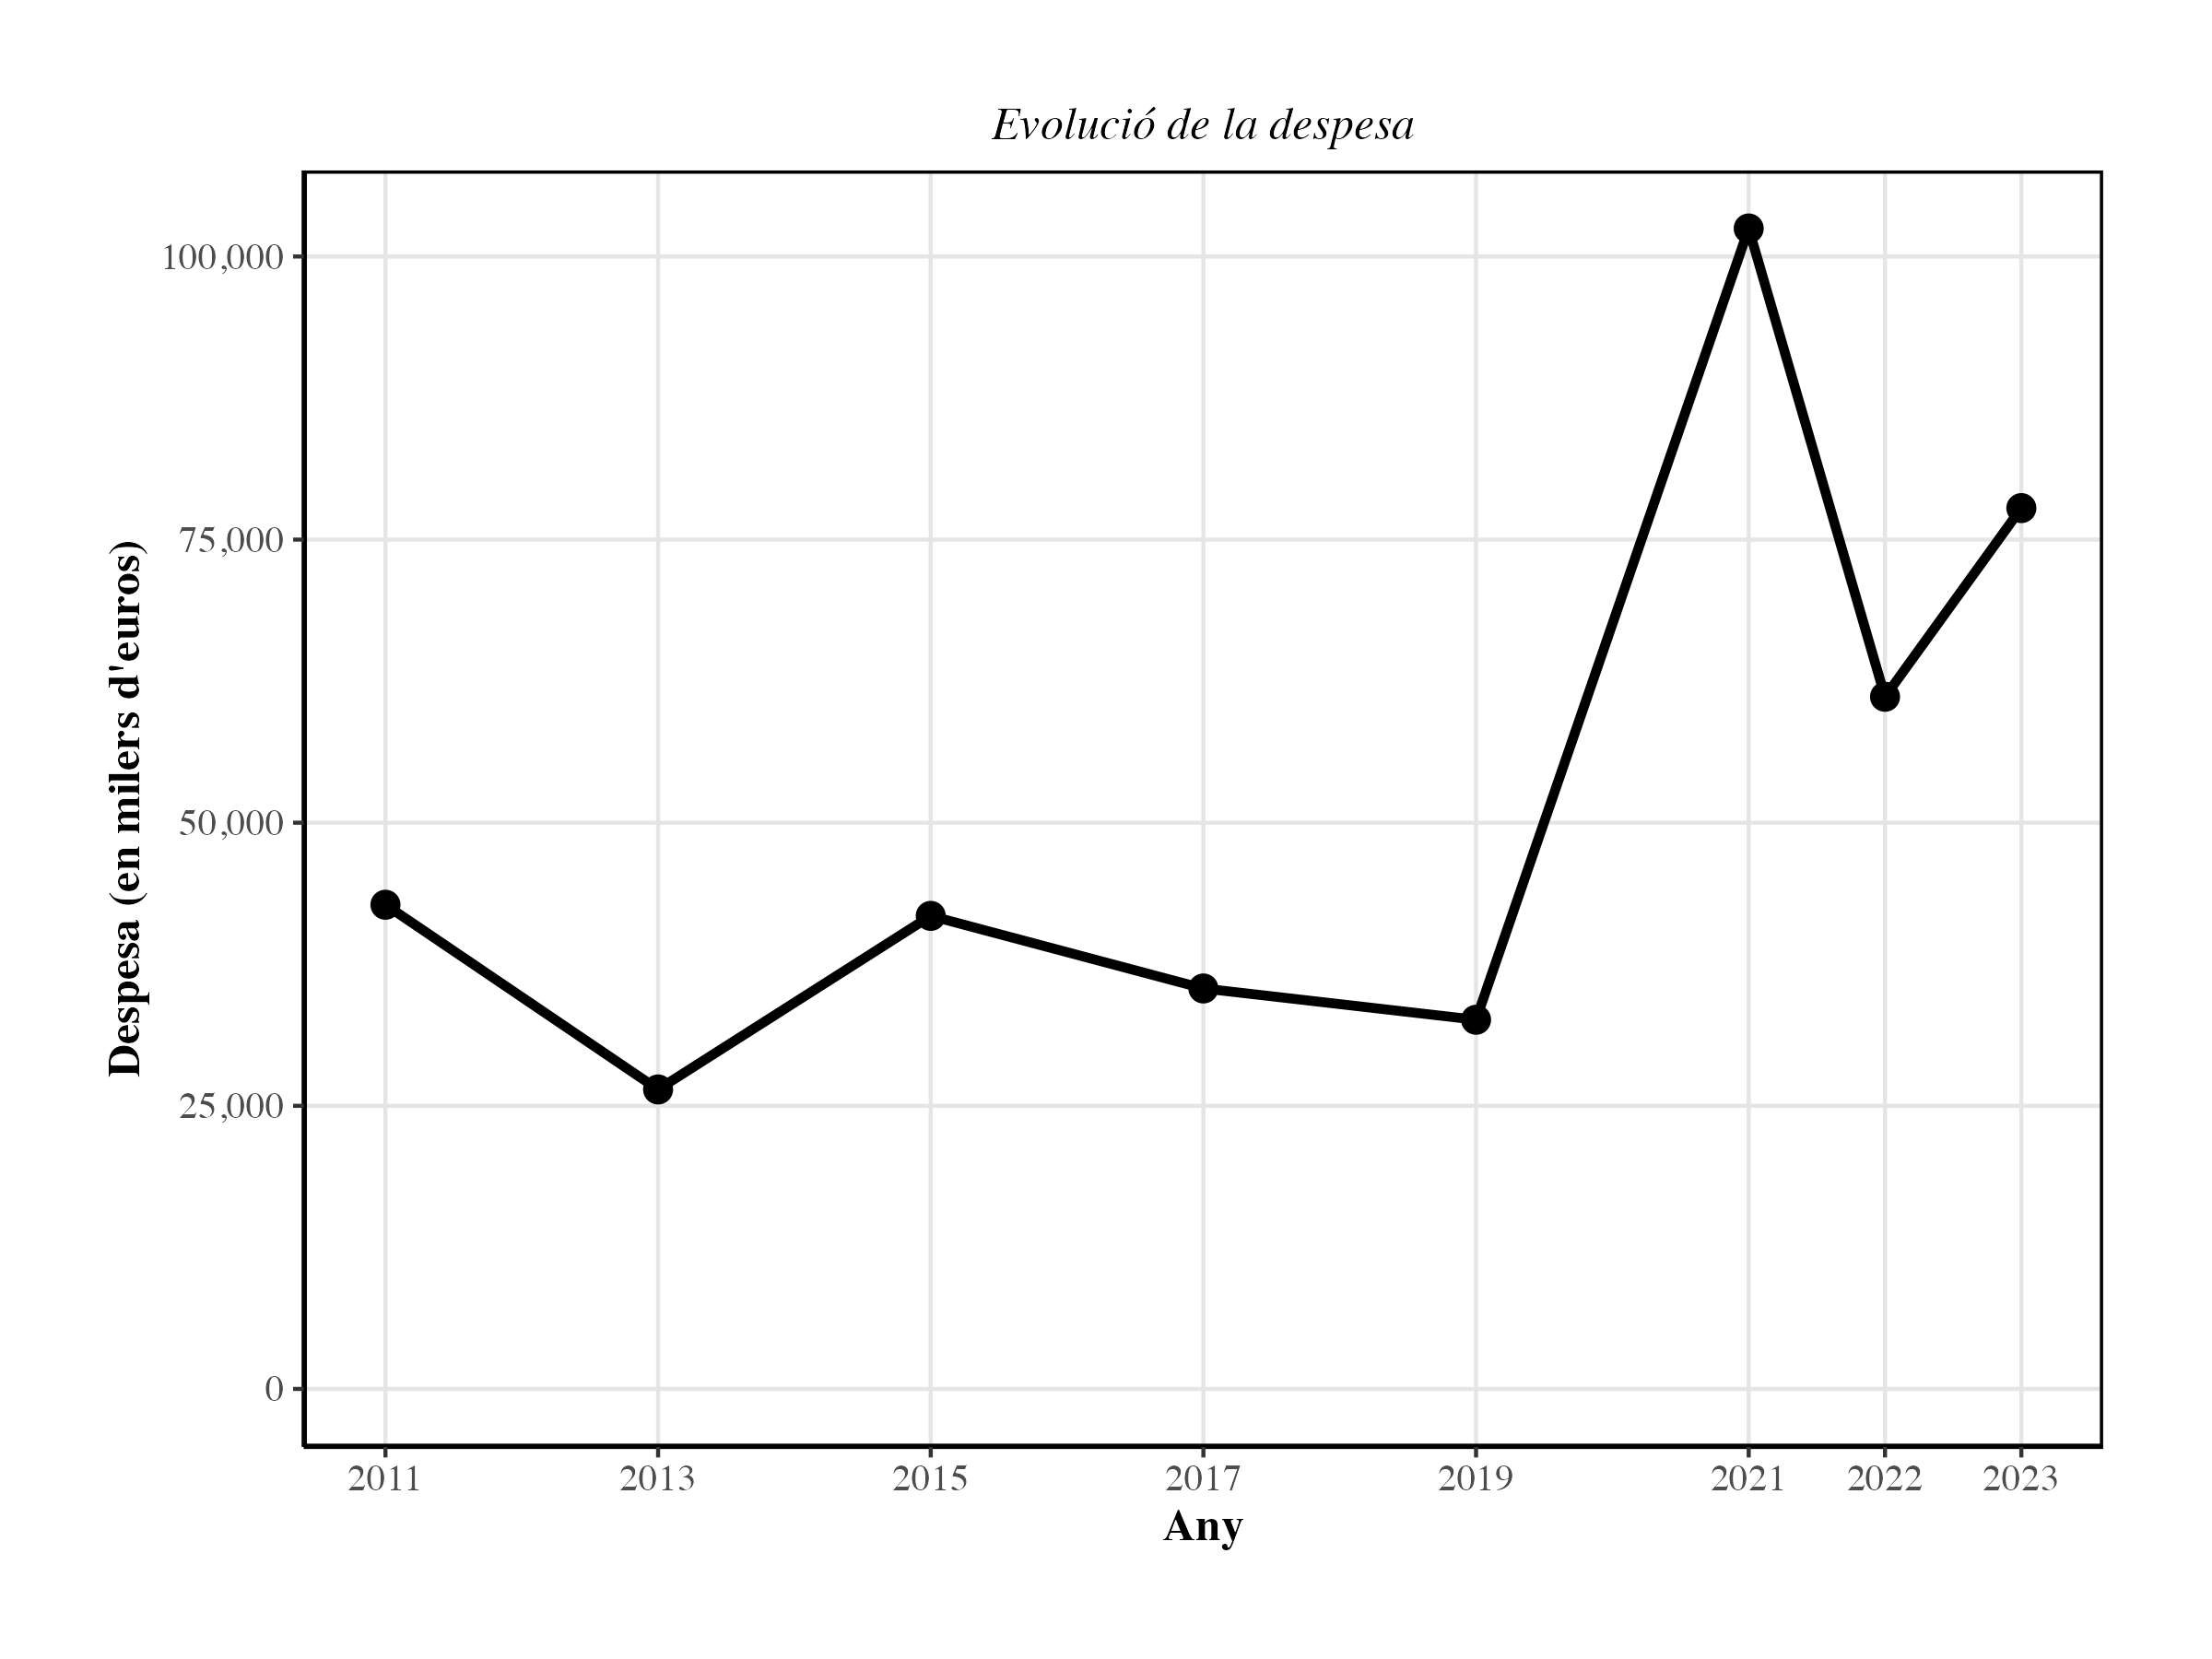 Evolució de la despesa
Despesa (en milers d'euros)
100,000
75,000
50,000
25,000
0
2011 2013 2015 2017 2019 2021 2022 2023
Any